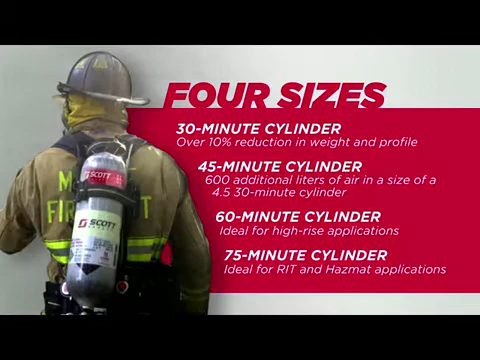 FOUR SIZES
30-MINUTE CYLINDER
Over 10% reduction in weight and profile
45-MINUTE CYLINDER
600 additional liters of air in a size of a
4.5 30-minute cylinder
60-MINUTE CYLINDER
Ideal for high-rise applications
75-MINUTE CYLINDER
Ideal for RIT and Hazmat applications
SCOTT
SCOTT